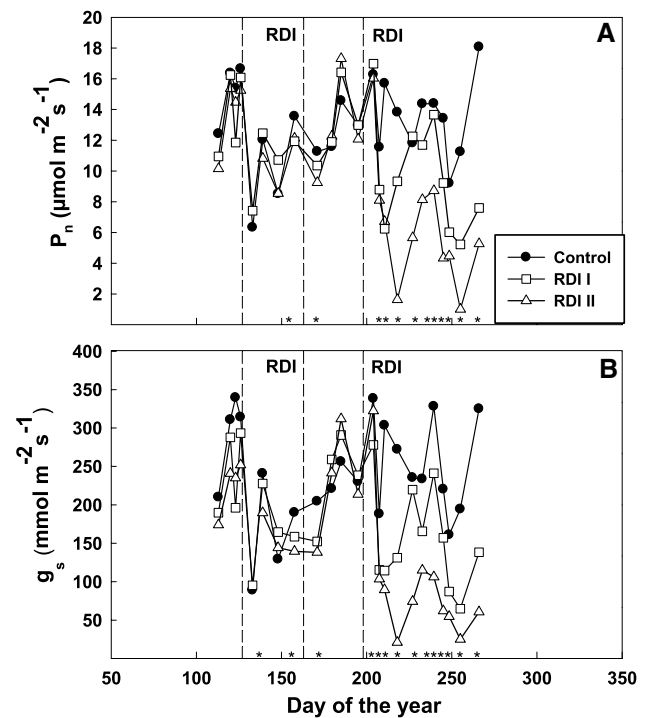 20
18
16
14
12
10
8
6
4
2
Pn (µmol m-2 s-1)
RDI
RDI
A
Control
RDI I
RDI II
* * * * * * * * * * * * *
400
350
300
250
200
150
100
50
gs (mmol m-2 s-1)
RDI
RDI
B
* * * * * * * * * * * * * * *
50 100 150 200 250 300 350
Day of the year